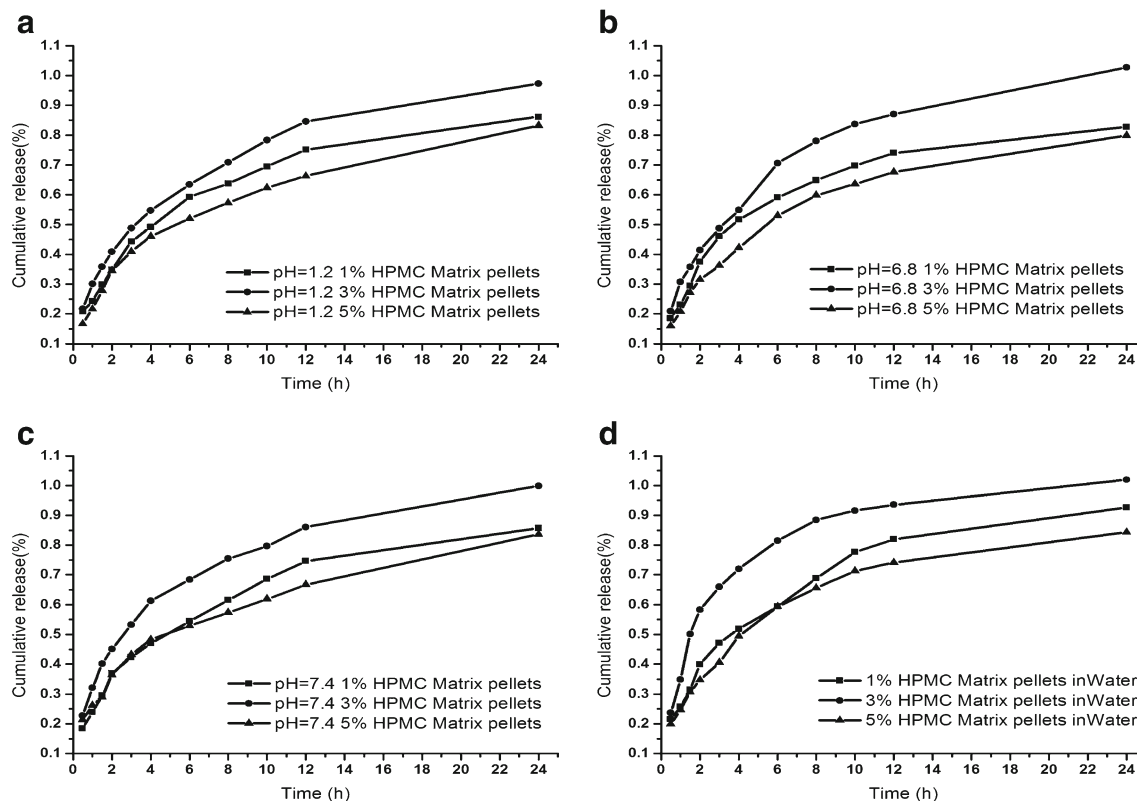 a
1.1
1.0
0.9
0.8
0.7
0.6
0.5
0.4
0.3
0.2
0.1
Cumulative release(%)
pH=1.2 1% HPMC Matrix pellets
pH=1.2 3% HPMC Matrix pellets
pH=1.2 5% HPMC Matrix pellets
0 2 4 6 8 10 12 14 16 18 20 22 24
Time (h)
b
1.1
1.0
0.9
0.8
0.7
0.6
0.5
0.4
0.3
0.2
0.1
Cumulative release(%)
pH=6.8 1% HPMC Matrix pellets
pH=6.8 3% HPMC Matrix pellets
pH=6.8 5% HPMC Matrix pellets
0 2 4 6 8 10 12 14 16 18 20 22 24
Time (h)
c
1.1
1.0
0.9
0.8
0.7
0.6
0.5
0.4
0.3
0.2
0.1
Cumulative release(%)
pH=7.4 1% HPMC Matrix pellets
pH=7.4 3% HPMC Matrix pellets
pH=7.4 5% HPMC Matrix pellets
0 2 4 6 8 10 12 14 16 18 20 22 24
Time (h)
d
1.1
1.0
0.9
0.8
0.7
0.6
0.5
0.4
0.3
0.2
0.1
Cumulative release(%)
1% HPMC Matrix pellets inWater
3% HPMC Matrix pellets inWater
5% HPMC Matrix pellets inWater
0 2 4 6 8 10 12 14 16 18 20 22 24
Time (h)